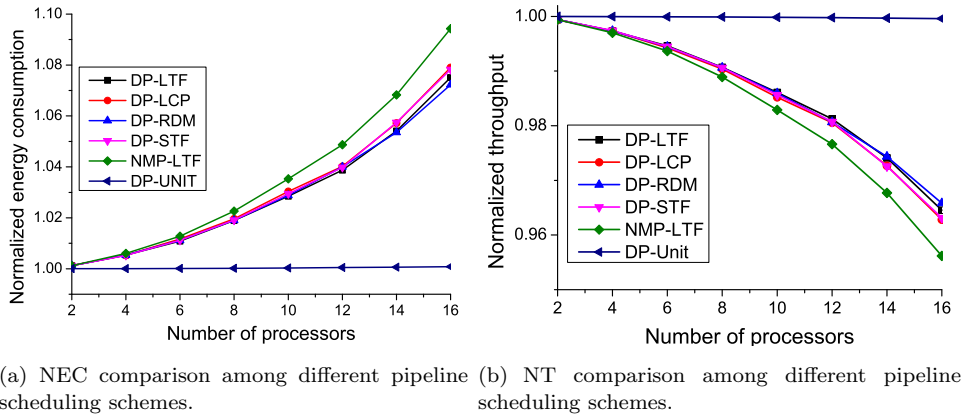 Normalized energy consumption
1.10
1.08
1.06
1.04
1.02
1.00
DP-LTF
DP-LCP
DP-RDM
DP-STF
NMP-LTF
DP-UNIT
2 4 6 8 10 12 14 16
Number of processors
(a) NEC comparison among different pipeline
scheduling schemes.
Normalized throughput
1.00
0.98
0.96
DP-LTF
DP-LCP
DP-RDM
DP-STF
NMP-LTF
DP-Unit
2 4 6 8 10 12 14 16
Number of processors
(b) NT comparison among different pipeline
scheduling schemes.